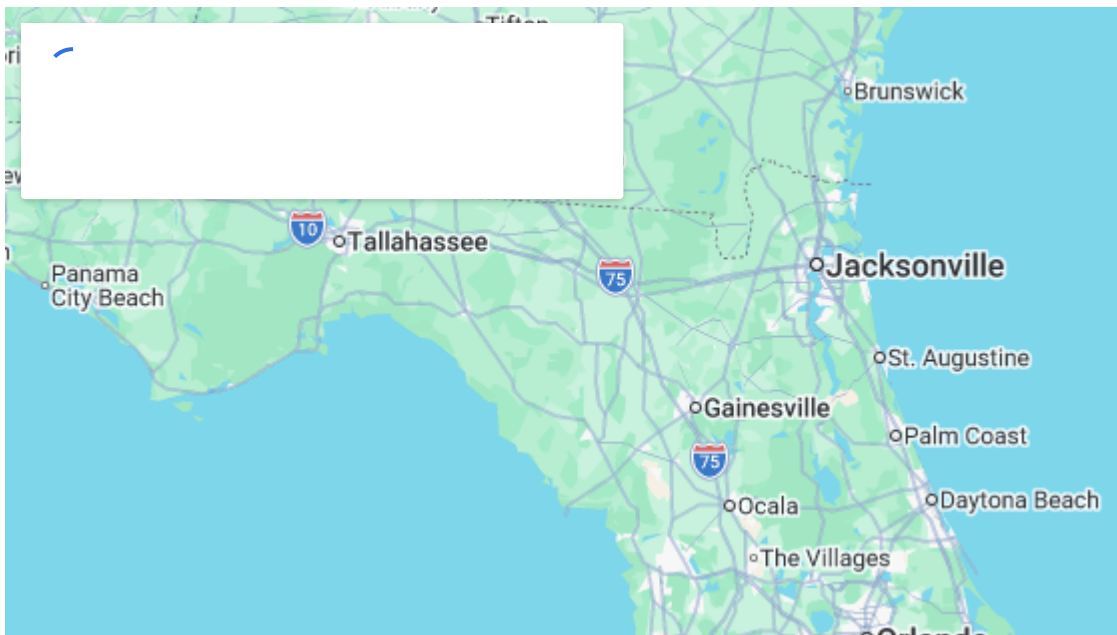 Tifton
Brunswick
10
Tallahassee
75
Jacksonville
Panama
City Beach
St. Augustine
Gainesville
Palm Coast
75
Ocala
Daytona Beach
The Villages
Orlando